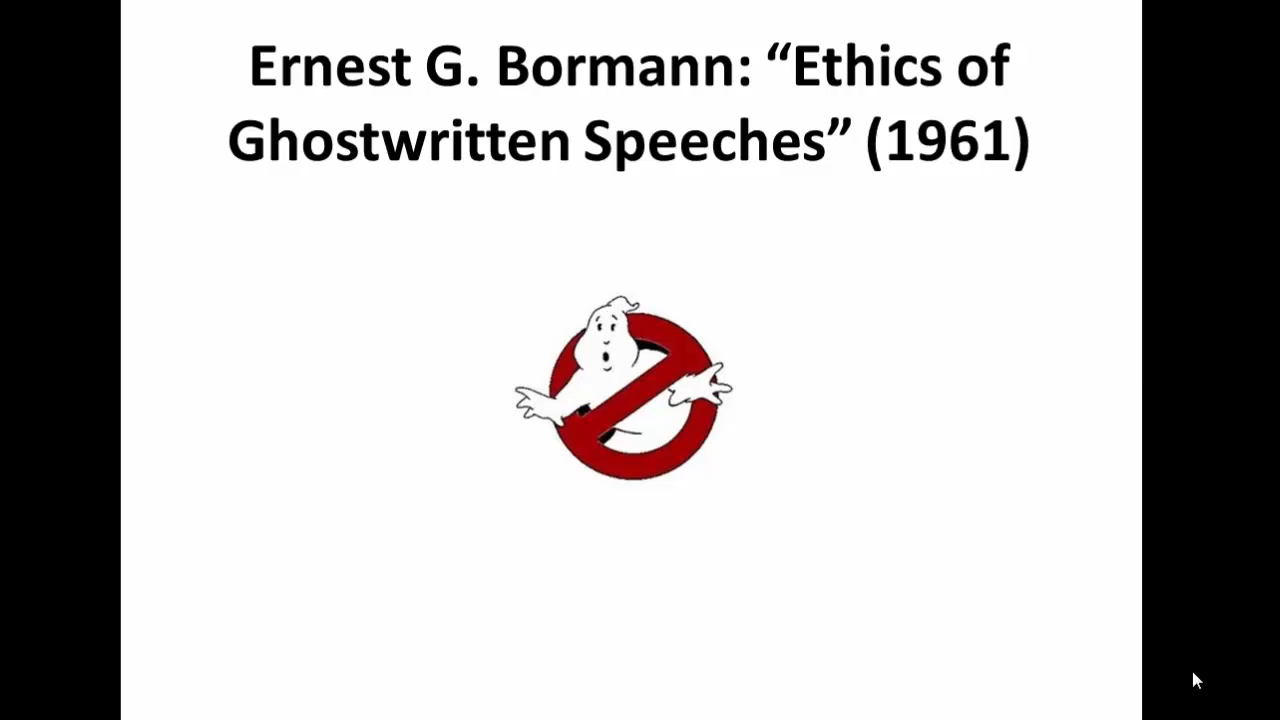 Ernest G. Bormann: “Ethics of
Ghostwritten Speeches” (1961)